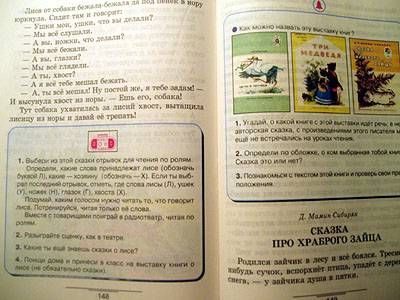 Лиса от собаки бежала-бежала да под пенёк в нору
юркнула. Сидит там и говорит:
— Ушки мои, ушки, что вы делали?
— Мы всё слушали.
— А вы, ножки, что делали?
— Мы всё бежали.
— А вы, глазки?
— Мы всё глядели.
— А ты, хвост?
— А я всё тебе мешал бежать.
— А, ты всё мешал! Ну постой же, я тебе задам! —
И высунула хвост из норы. — Ешь его, собака!
Тут собака ухватилась за лисий хвост, вытащила
лисицу из норы и давай её трепать!
1. Выбери из этой сказки отрывок для чтения по ролям.
Определи, какие слова принадлежат лисе (обозначь
буквой Л), какие — хозяину (обозначь — Х). Если ты выб-
рал последний отрывок, отметь, где слова лисы (Л), ушек
(У), ножек (Н), глазок (Г), хвоста (Х).
Подумай, каким голосом нужно читать то, что говорит
лиса. Потренируйся, читая только её слова.
Вместе с товарищами поиграй в радиотеатр, читая по
ролям.
2. Разыграйте сценку, как в театре.
3. Какие ты ещё знаешь сказки о лисе?
4. Поищи дома и принеси в класс на выставку книги о
лисе (не обязательно сказки).
148
Как можно назвать эту выставку книг?
ТРИ
МЕДВЕДЯ
1. Угадай, о какой книге с этой выставки идёт речь:
авторская сказка, с произведениями этого писателя мы
ещё не встречались на уроках чтения.
2. Определи по обложке, о ком выбранная тобой книга.
Сказка это или нет?
3. Познакомься с текстом этой книги и проверь свои пред-
положения.
Д. Мамин-Сибиряк
СКАЗКА
ПРО ХРАБРОГО ЗАЙЦА
Родился зайчик в лесу и всё боялся. Треснет
нибудь сучок, вспорхнёт птица, упадёт с дерева
снега, — у зайчика душа в пятки.
149